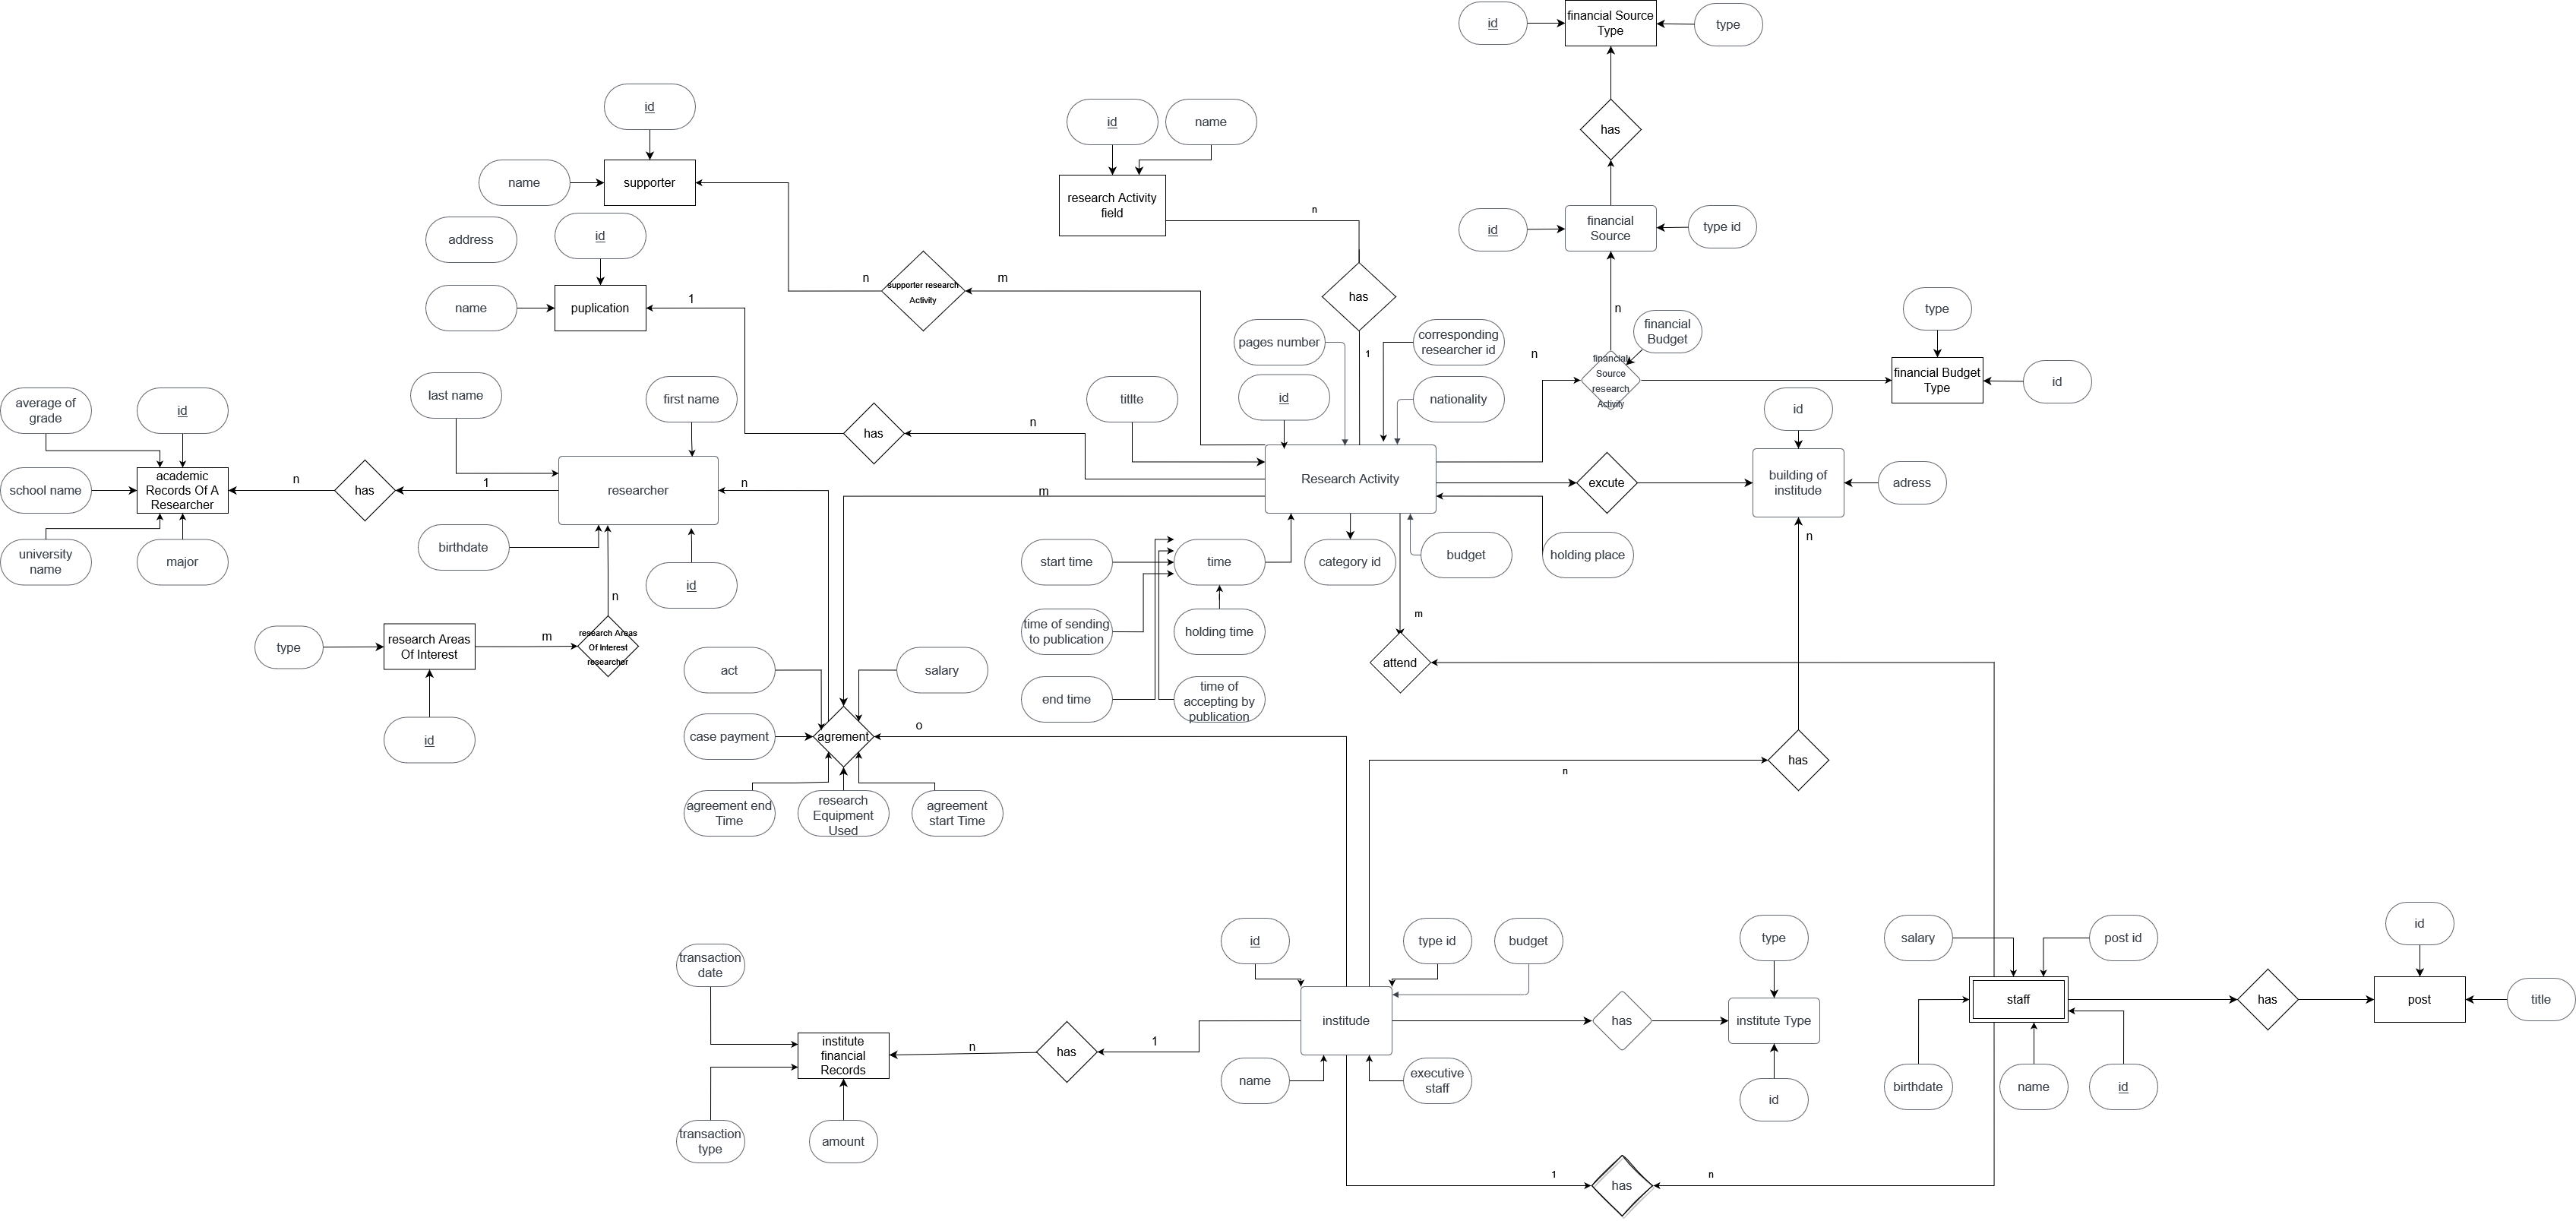 id
financial Source
Type
type
has
id
supporter
name
id
name
research Activity
field
n
id
financial
Source
type id
address
id
puplication
name
1
n
supporter research
Activity
m
has
1
n
financial
Source
research
Activity
financial
Budget
n
type
financial Budget
Type
id
pages number
corresponding
researcher id
titlte
id
nationality
Research Activity
average of
grade
id
last name
first name
school name
academic
Records Of A
Researcher
n
has
1
researcher
n
has
n
m
excute
id
building of
institude
adress
n
university
name
major
birthdate
id
n
start time
time
category id
budget
holding place
time of sending
to publication
holding time
m
end time
time of
accepting by
publication
attend
type
research Areas
Of Interest
m
research Areas
Of Interest
researcher
id
act
salary
case payment
agrement
o
agreement end
Time
research
Equipment
Used
agreement
start Time
n
has
id
type id
budget
type
salary
post id
id
transaction
date
institude
has
institute Type
staff
has
post
title
institute
financial
Records
n
has
1
name
executive
staff
id
birthdate
name
id
transaction
type
amount
1
has
n